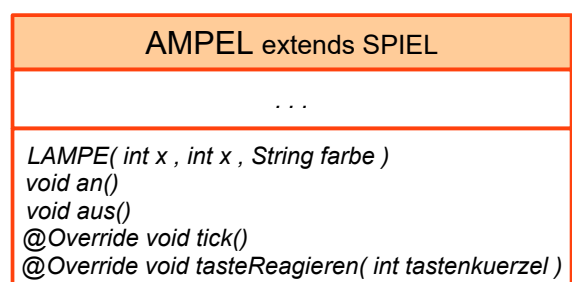 AMPEL extends SPIEL
. . .
LAMPE( int x , int x , String farbe )
void an()
void aus()
@Override void tick()
@Override void tasteReagieren( int tastenkuerzel )